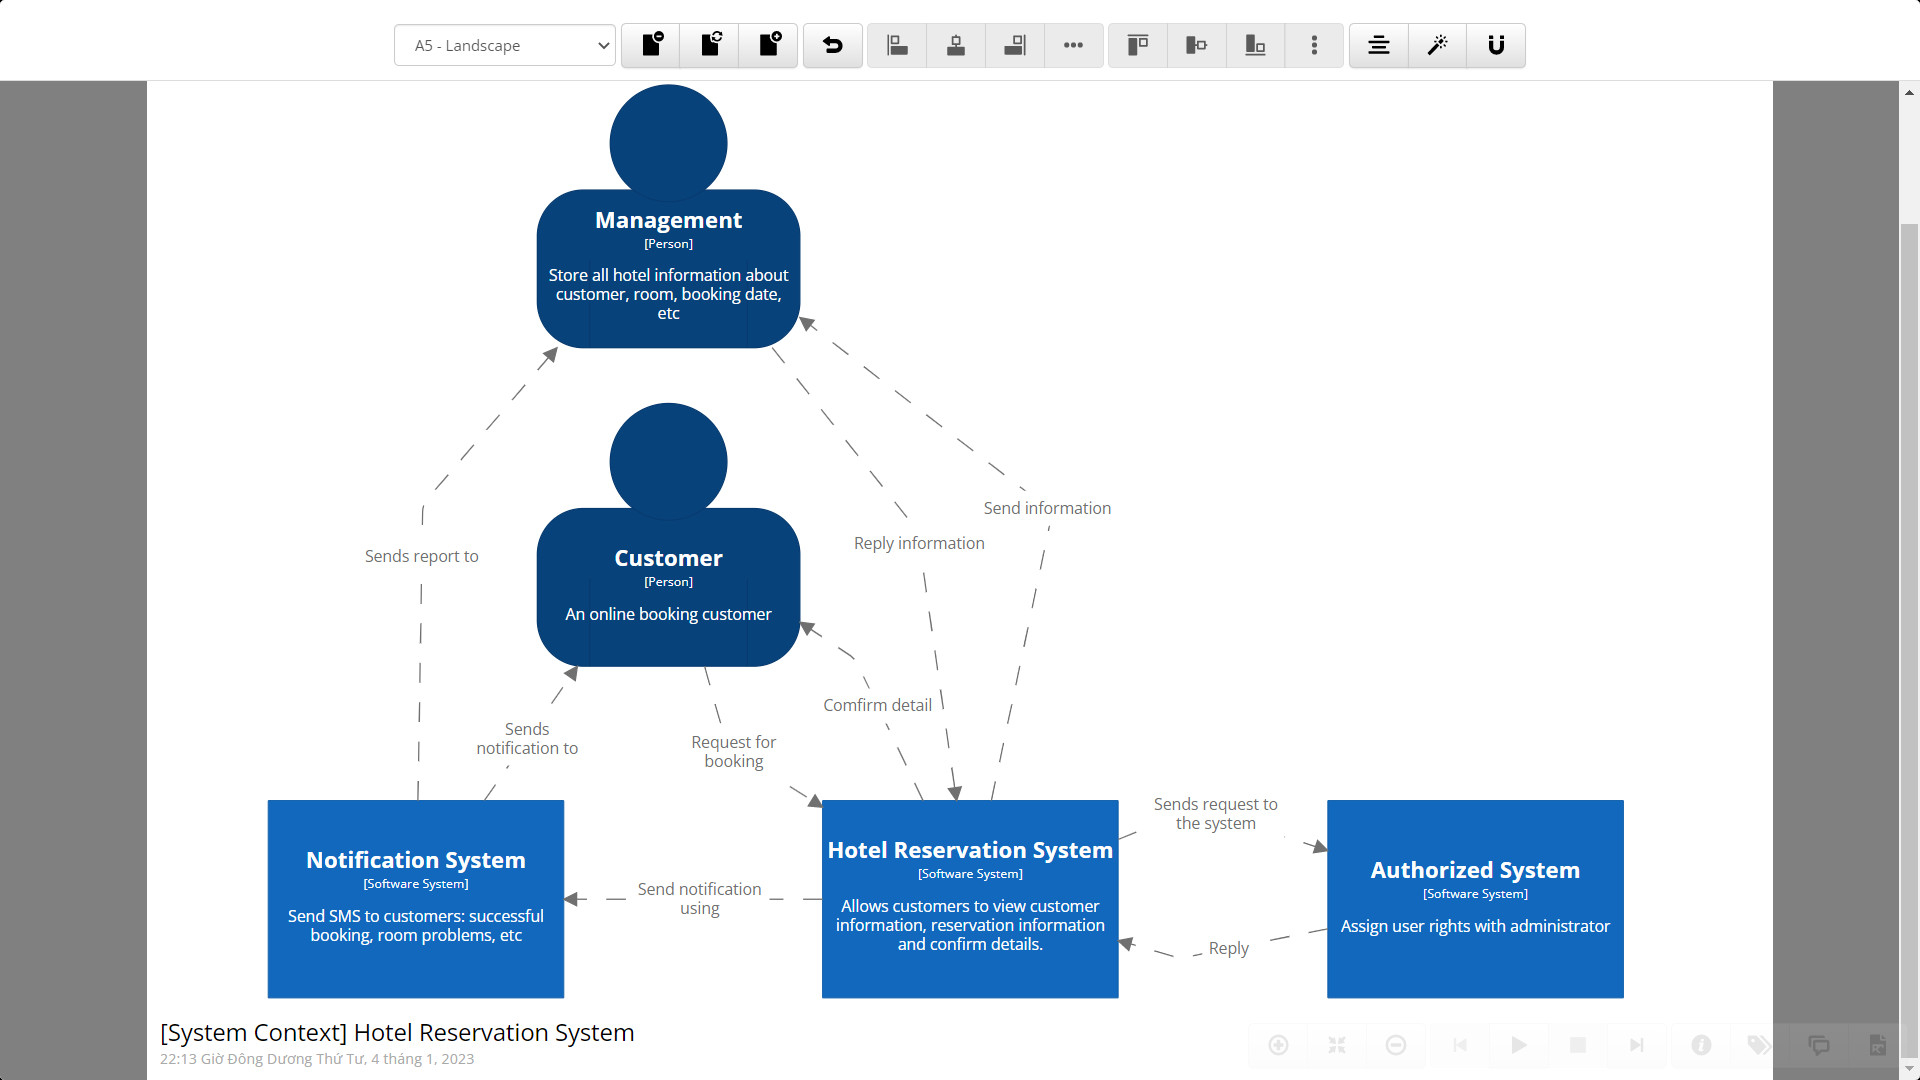 A5 - Landscape
Management
[Person]
Store all hotel information about
customer, room, booking date,
etc
Send information
Reply information
Sends report to
Customer
[Person]
An online booking customer
Comfirm detail
Sends
notification to
Request for
booking
Sends request to
the system
Notification System
[Software System]
Send SMS to customers: successful
booking, room problems, etc
Send notification
using
Hotel Reservation System
[Software System]
Allows customers to view customer
information, reservation information
and confirm details.
Reply
Authorized System
[Software System]
Assign user rights with administrator
[System Context] Hotel Reservation System
22:13 Giờ Đông Dương Thứ Tư, 4 tháng 1, 2023